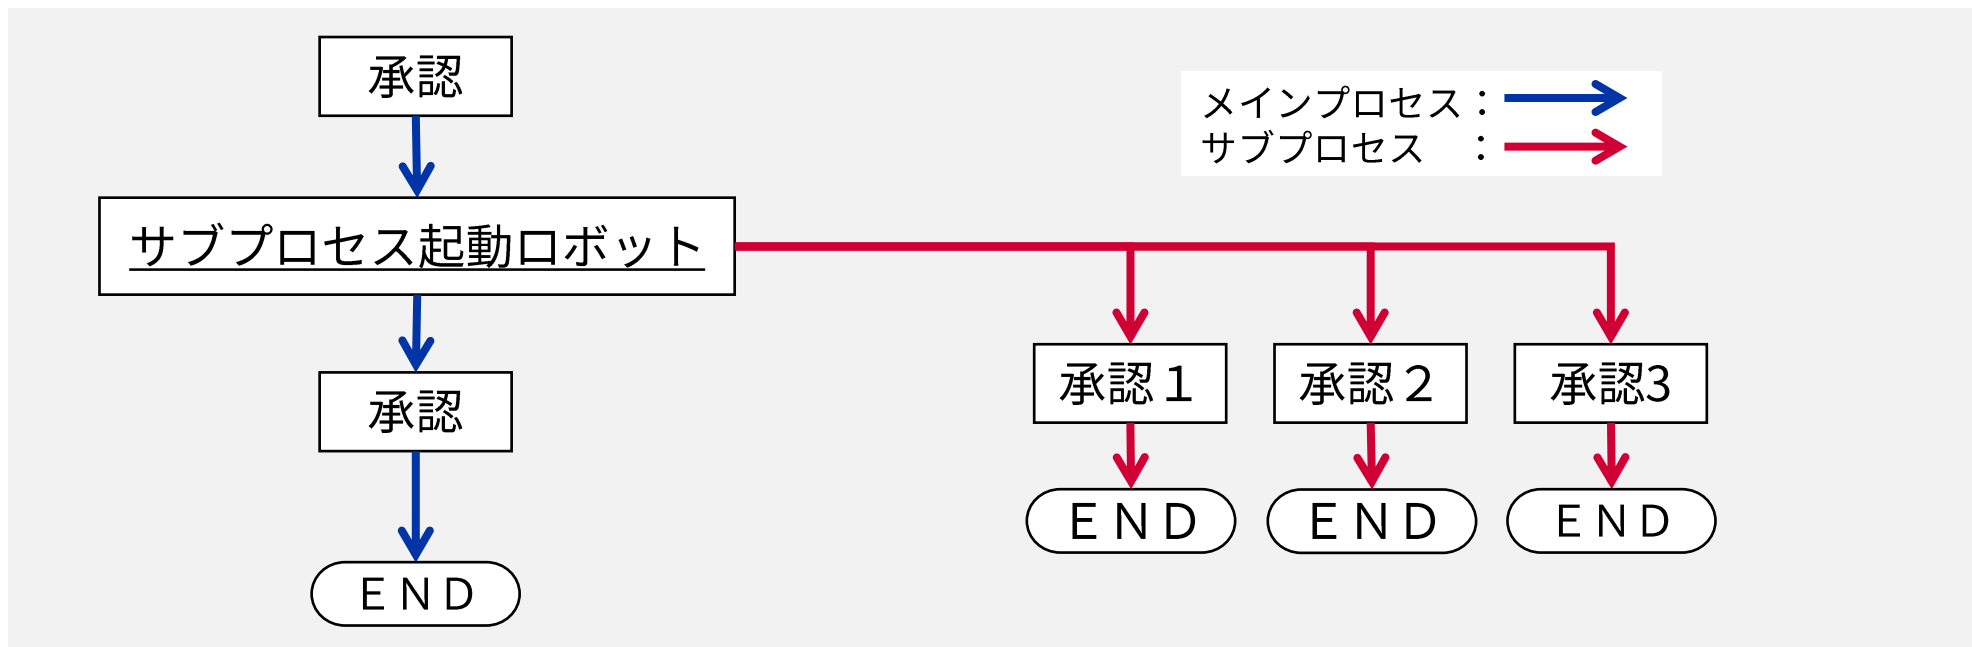 承認
メインプロセス：
サブプロセス　：
サブプロセス起動ロボット
承認１
承認２
承認3
承認
ＥＮＤ
ＥＮＤ
ＥＮＤ
ＥＮＤ